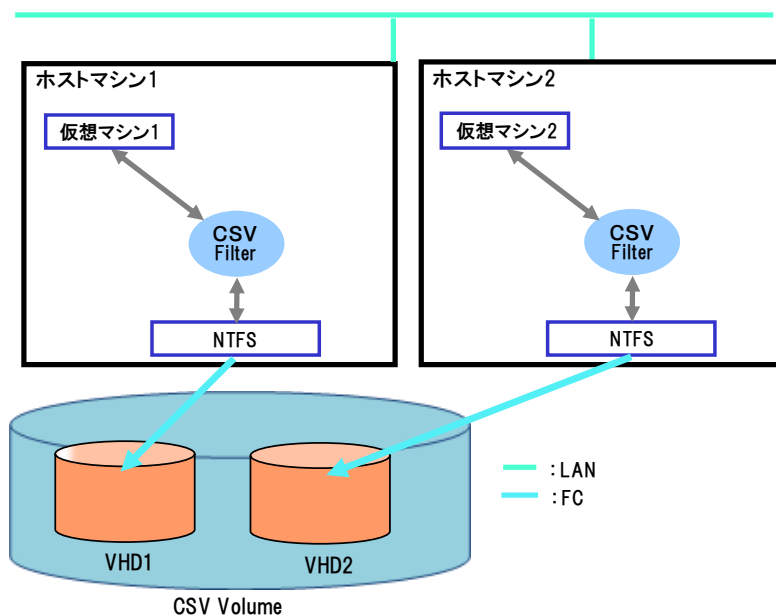 ホストマシン1
仮想マシン1
CSV
Filter
NTFS
ホストマシン2
仮想マシン2
CSV
Filter
NTFS
VHD1
VHD2
CSV Volume
:LAN
:FC